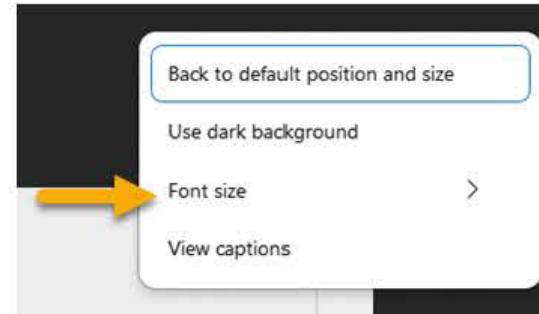 Back to default position and size
Use dark background
Font size
View captions